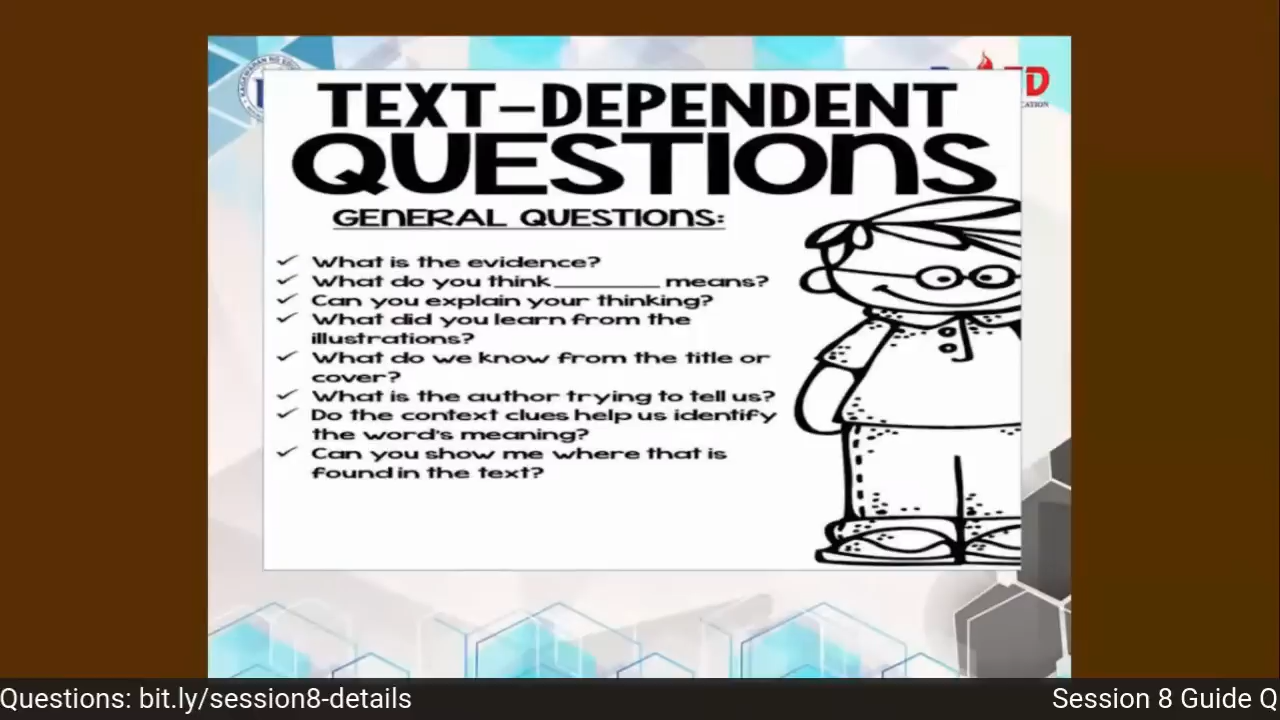 TEXT-DEPENDENT
QUESTIONS
GENERAL QUESTIONS:
✓ What is the evidence?
✓ What do you think ________ means?
✓ Can you explain your thinking?
✓ What did you learn from the
illustrations?
✓ What do we know from the title or
cover?
✓ What is the author trying to tell us?
✓ Do the context clues help us identify
the word's meaning?
✓ Can you show me where that is
found in the text?
Questions: bit.ly/session8-details
Session 8 Guide Q